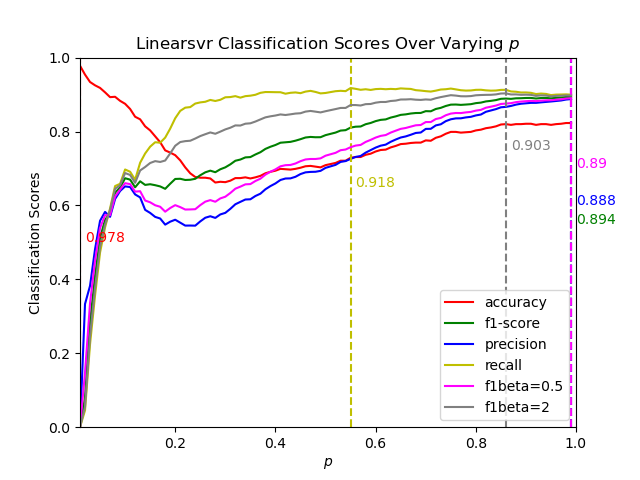 Linearsvr Classification Scores Over Varying p
Classification Scores
1.0
0.8
0.6
0.4
0.2
0.0
0.978
0.918
0.903
0.89
0.888
0.894
accuracy
f1-score
precision
recall
f1beta=0.5
f1beta=2
0.2 0.4 0.6 0.8 1.0
p